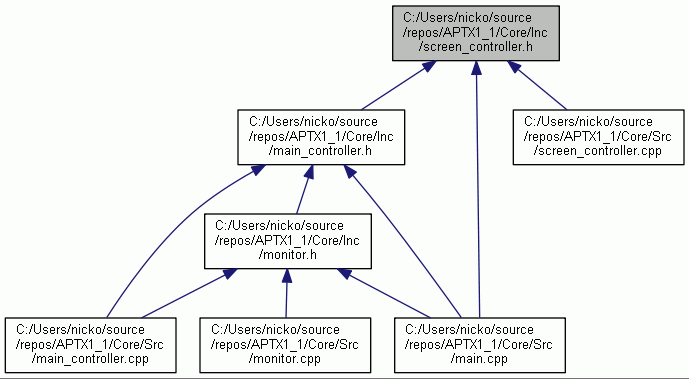 C:/Users/nicko/source
/repos/APTX1_1/Core/Inc
/screen_controller.h
C:/Users/nicko/source
/repos/APTX1_1/Core/Inc
/main_controller.h
C:/Users/nicko/source
/repos/APTX1_1/Core/Src
/screen_controller.cpp
C:/Users/nicko/source
/repos/APTX1_1/Core/Inc
/monitor.h
C:/Users/nicko/source
/repos/APTX1_1/Core/Src
/main_controller.cpp
C:/Users/nicko/source
/repos/APTX1_1/Core/Src
/monitor.cpp
C:/Users/nicko/source
/repos/APTX1_1/Core/Src
/main.cpp